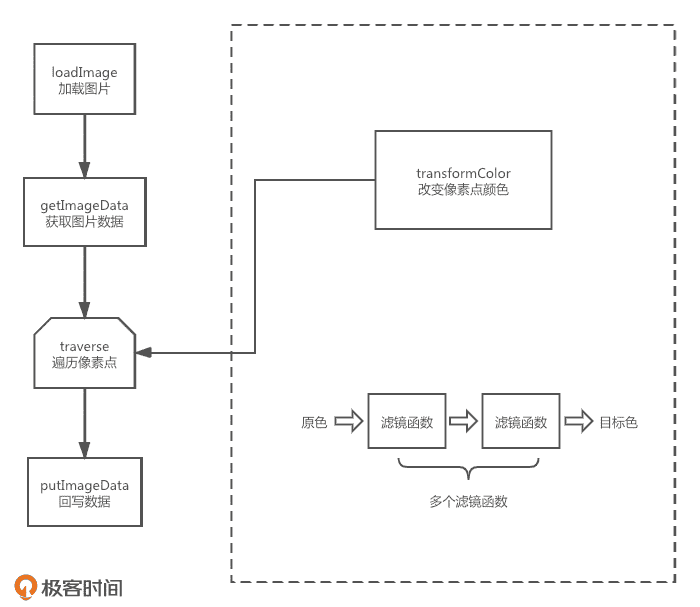 loadImage
加载图片
getImageData
获取图片数据
traverse
遍历像素点
putImageData
回写数据
transformColor
改变像素点颜色
原色
滤镜函数
滤镜函数
目标色
多个滤镜函数
极客时间